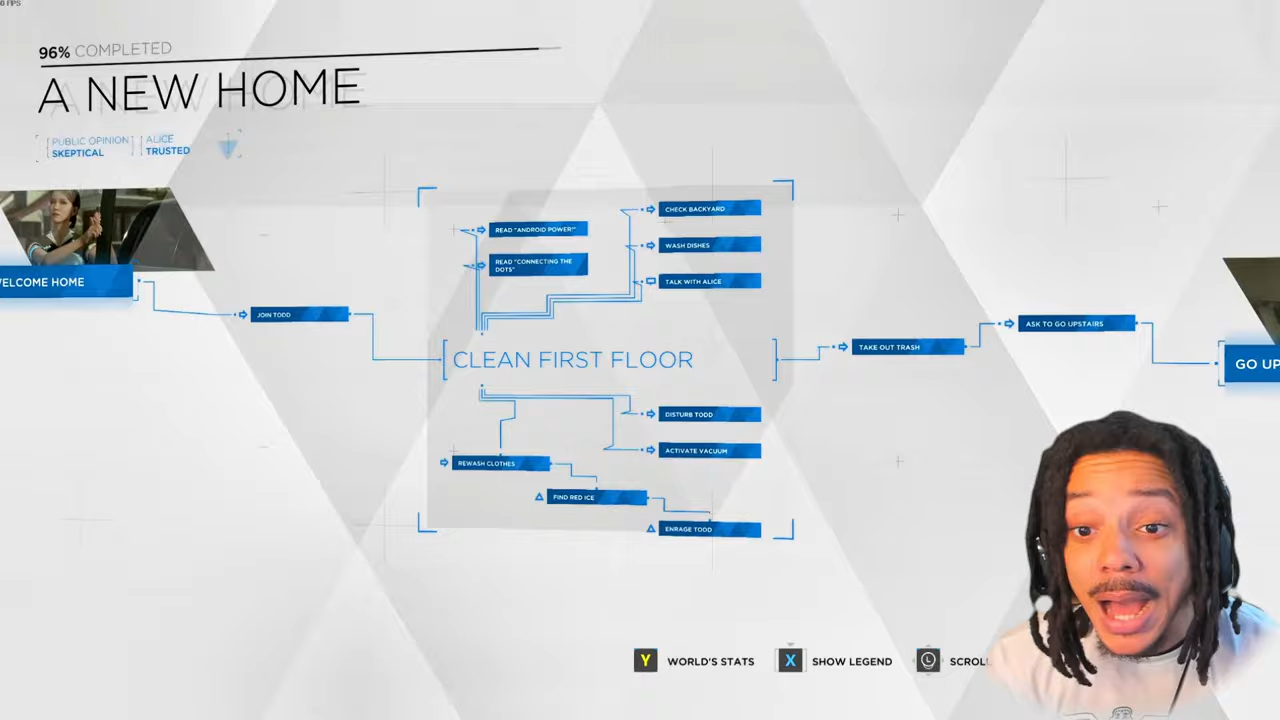 96% COMPLETED
A NEW HOME
PUBLIC OPINION
SKEPTICAL
ALICE
TRUSTED
WELCOME HOME
JOIN TODD
READ "ANDROID POWER!"
READ "CONNECTING THE
DOTS"
CHECK BACKYARD
WASH DISHES
TALK WITH ALICE
CLEAN FIRST FLOOR
TAKE OUT TRASH
ASK TO GO UPSTAIRS
GO UP
DISTURB TODD
ACTIVATE VACUUM
REWASH CLOTHES
FIND RED ICE
ENRAGE TODD
Y WORLD'S STATS
X SHOW LEGEND
L SCROLL